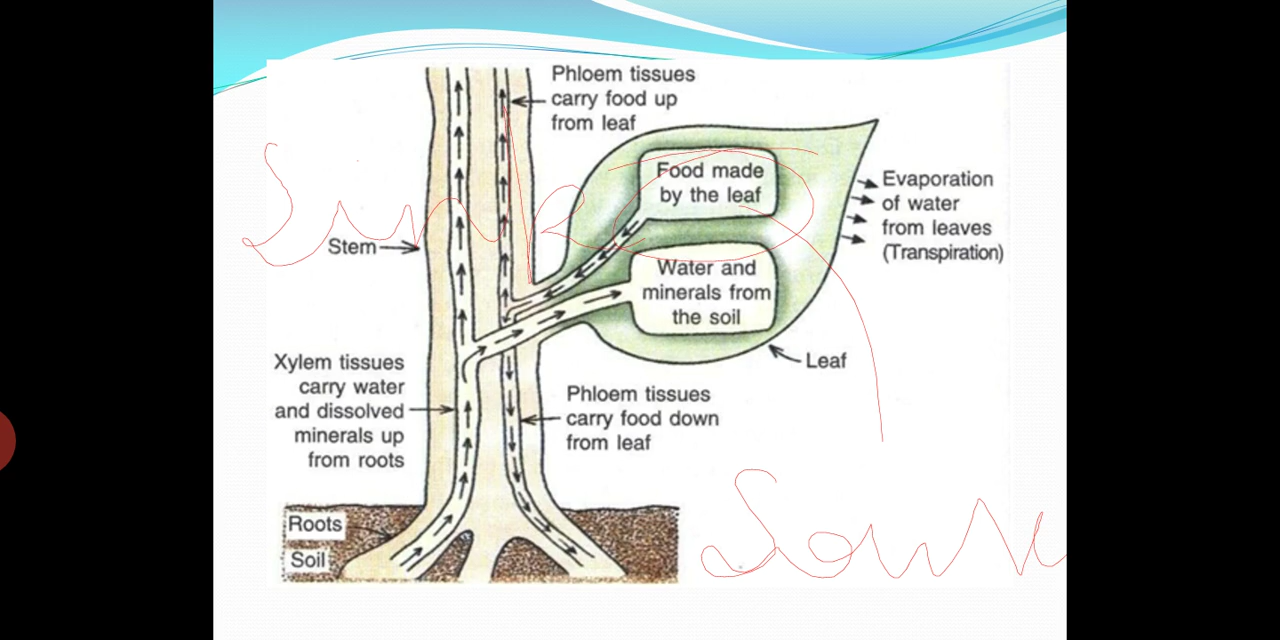 Phloem tissues
carry food up
from leaf
Food made
by the leaf
Evaporation
of water
from leaves
(Transpiration)
Sink
Stem
Water and
minerals from
the soil
Leaf
Xylem tissues
carry water
and dissolved
minerals up
from roots
Phloem tissues
carry food down
from leaf
Roots
Soil